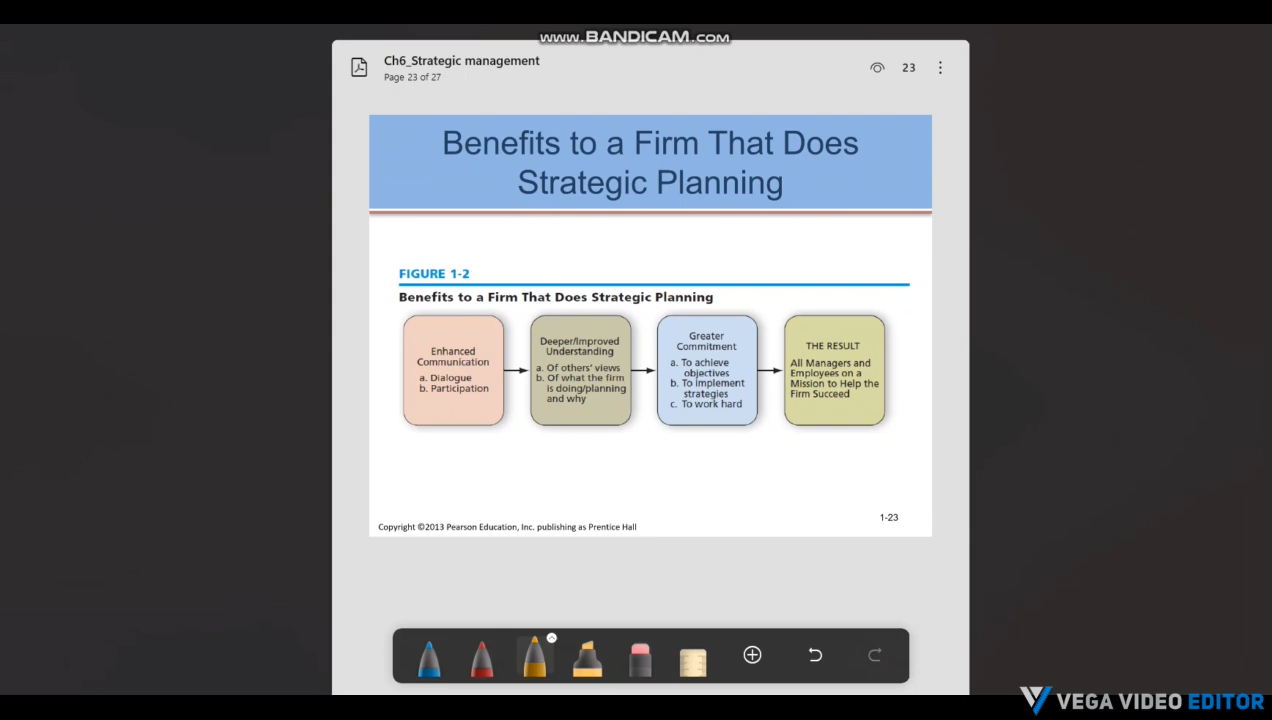 www.BANDICAM.com
Ch6_Strategic management
Page 23 of 27
23
Benefits to a Firm That Does
Strategic Planning
FIGURE 1-2
Benefits to a Firm That Does Strategic Planning
Enhanced
Communication
a. Dialogue
b. Participation
Deeper/Improved
Understanding
a. Of others' views
b. Of what the firm
is doing/planning
and why
Greater
Commitment
a. To achieve
objectives
b. To implement
strategies
c. To work hard
THE RESULT
All Managers and
Employees on a
Mission to Help the
Firm Succeed
1-23
Copyright ©2013 Pearson Education, Inc. publishing as Prentice Hall
VEGA VIDEO EDITOR